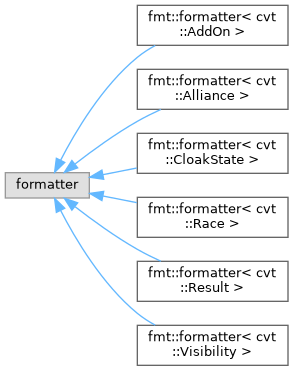 fmt::formatter< cvt
::AddOn >
fmt::formatter< cvt
::Alliance >
fmt::formatter< cvt
::CloakState >
formatter
fmt::formatter< cvt
::Race >
fmt::formatter< cvt
::Result >
fmt::formatter< cvt
::Visibility >